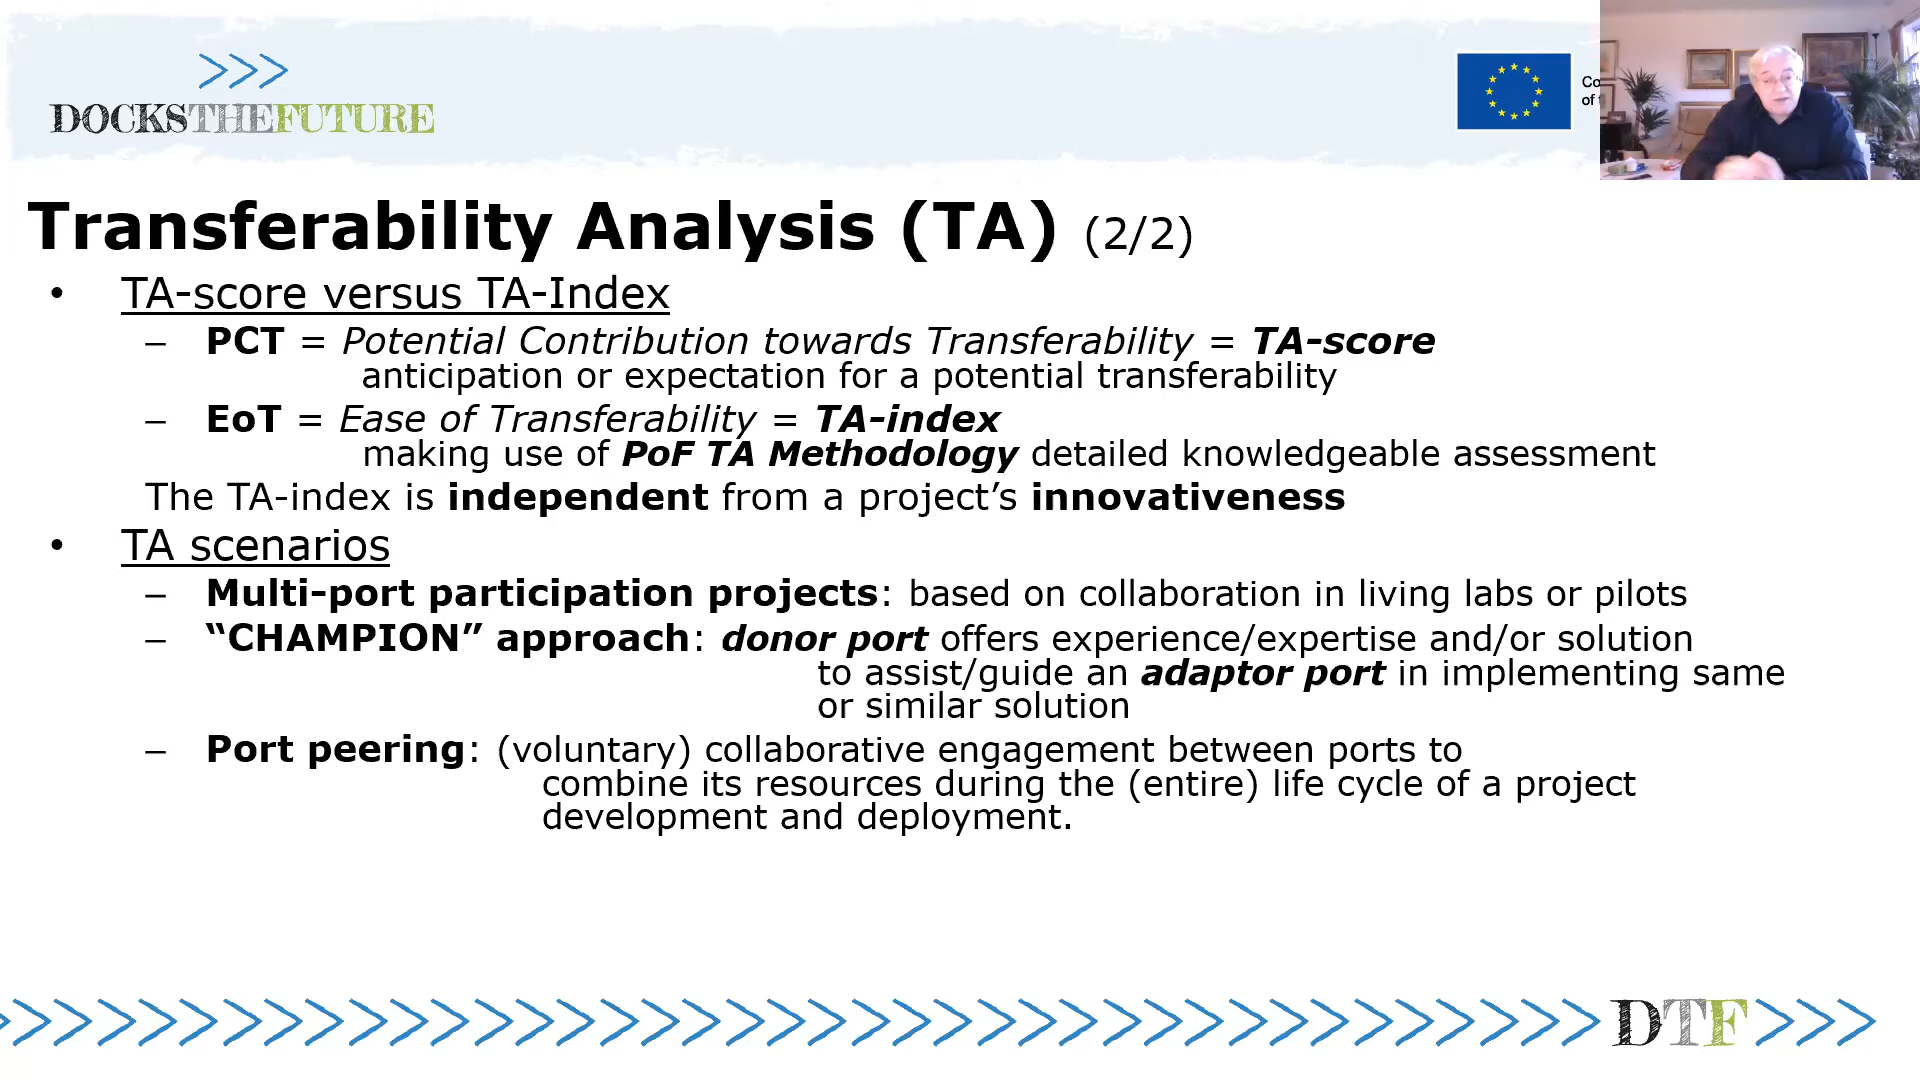 >>>
DOCKSTHEFUTURE
Co
of
Transferability Analysis (TA) (2/2)
• TA-score versus TA-Index
– PCT = Potential Contribution towards Transferability = TA-score
anticipation or expectation for a potential transferability
– EoT = Ease of Transferability = TA-index
making use of PoF TA Methodology detailed knowledgeable assessment
The TA-index is independent from a project’s innovativeness
• TA scenarios
– Multi-port participation projects: based on collaboration in living labs or pilots
– “CHAMPION” approach: donor port offers experience/expertise and/or solution
to assist/guide an adaptor port in implementing same
or similar solution
– Port peering: (voluntary) collaborative engagement between ports to
combine its resources during the (entire) life cycle of a project
development and deployment.
DTF